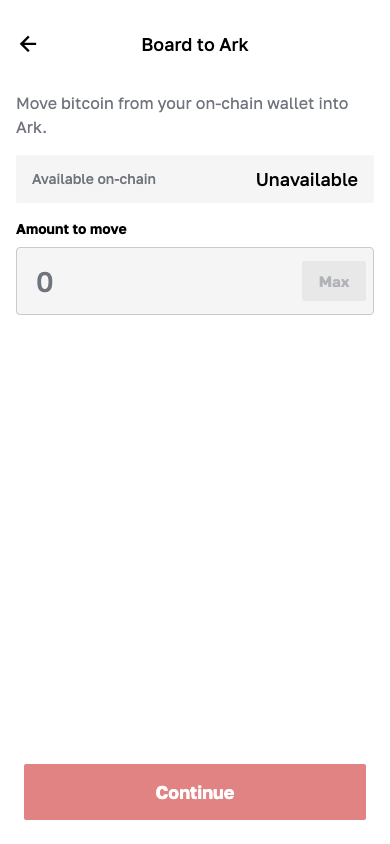 Board to Ark
Move bitcoin from your on-chain wallet into
Ark.
Available on-chain
Unavailable
Amount to move
0
Max
Continue